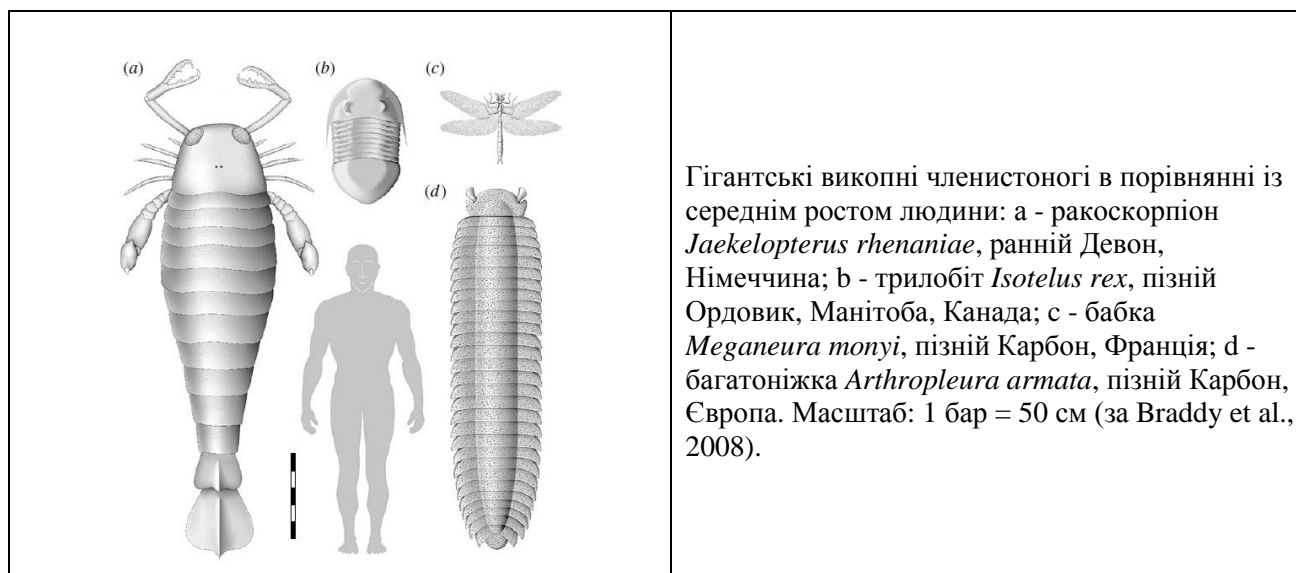 (a)
(b)
(c)
(d)
Гігантські викопні членистоногі в порівнянні із
середнім ростом людини: a - ракоскорпіон
Jaekelopterus rhenaniae, ранній Девон,
Німеччина; b - трилобіт Isotelus rex, пізній
Ордовик, Манітоба, Канада; c - бабка
Meganeura monyi, пізній Карбон, Франція; d -
багатоніжка Arthropleura armata, пізній Карбон,
Європа. Масштаб: 1 бар = 50 см (за Braddy et al.,
2008).